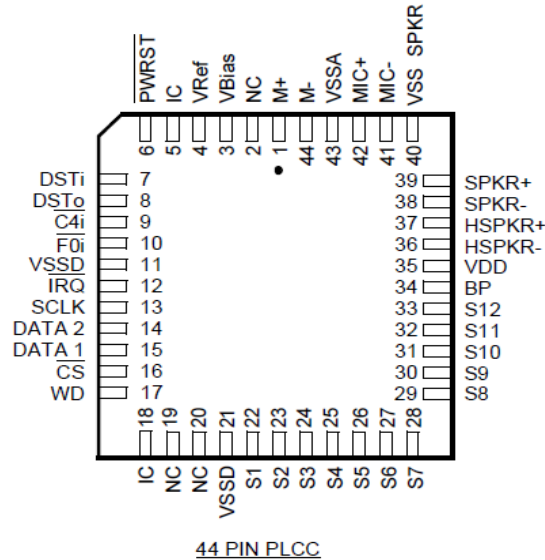 PWRST IC VRef VBias NC M+ M- VSSA MIC+ MIC- VSS SPKR
6 5 4 3 2 1 44 43 42 41 40
DSTi 7
DSTo 8
C4i 9
F0i 10
VSSD 11
IRQ 12
SCLK 13
DATA 2 14
DATA 1 15
CS 16
WD 17
39 SPKR+
38 SPKR-
37 HSPKR+
36 HSPKR-
35 VDD
34 BP
33 S12
32 S11
31 S10
30 S9
29 S8
18 19 20 21 22 23 24 25 26 27 28
IC NC NC VSSD S1 S2 S3 S4 S5 S6 S7
44 PIN PLCC